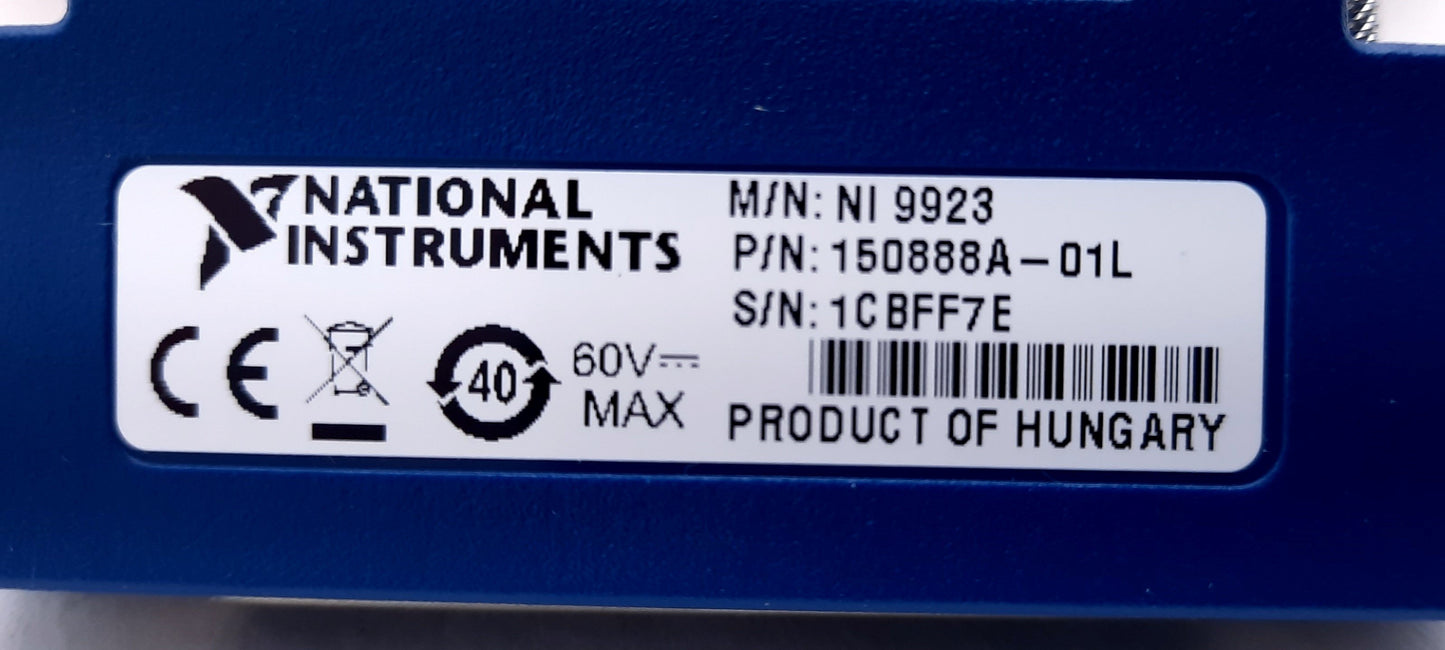 NATIONAL
INSTRUMENTS
M/N: NI 9923
P/N: 150888A-01L
S/N: 1CBFF7E
CE
40
60V
MAX
PRODUCT OF HUNGARY